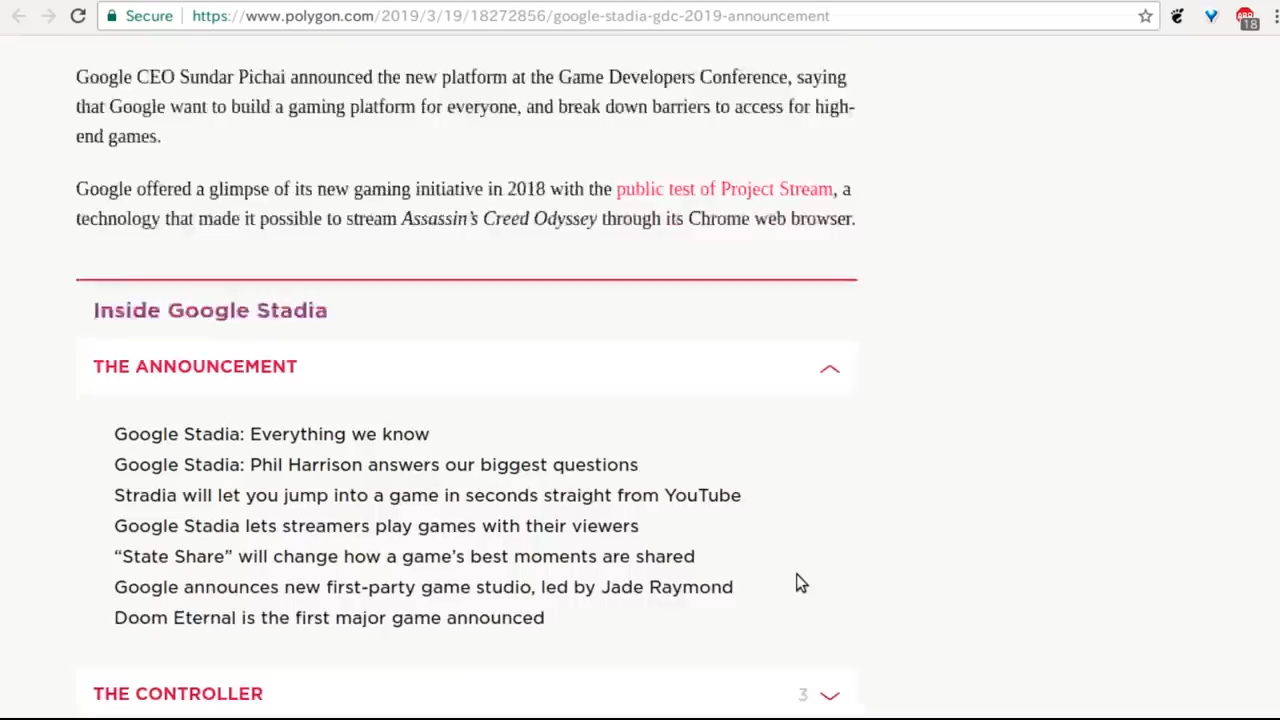 Secure https://www.polygon.com/2019/3/19/18272856/google-stadia-gdc-2019-announcement
18
Google CEO Sundar Pichai announced the new platform at the Game Developers Conference, saying
that Google want to build a gaming platform for everyone, and break down barriers to access for high-
end games.
Google offered a glimpse of its new gaming initiative in 2018 with the public test of Project Stream, a
technology that made it possible to stream Assassin's Creed Odyssey through its Chrome web browser.
Inside Google Stadia
THE ANNOUNCEMENT
Google Stadia: Everything we know
Google Stadia: Phil Harrison answers our biggest questions
Stradia will let you jump into a game in seconds straight from YouTube
Google Stadia lets streamers play games with their viewers
“State Share” will change how a game’s best moments are shared
Google announces new first-party game studio, led by Jade Raymond
Doom Eternal is the first major game announced
THE CONTROLLER 3